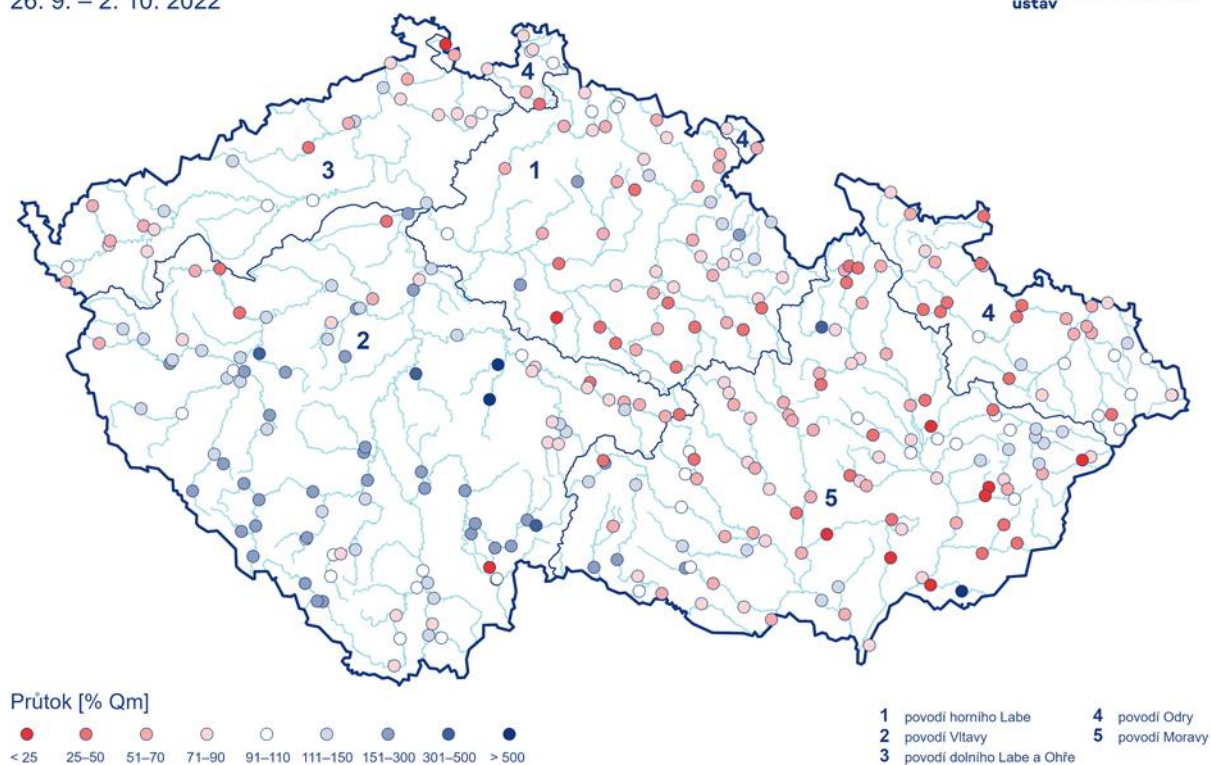 26. 9. – 2. 10. 2022
ústav
4
4
3
1
2
4
5
Průtok [% Qm]
< 25 25–50 51–70 71–90 91–110 111–150 151–300 301–500 > 500
1 povodí horního Labe
2 povodí Vltavy
3 povodí dolního Labe a Ohře
4 povodí Odry
5 povodí Moravy